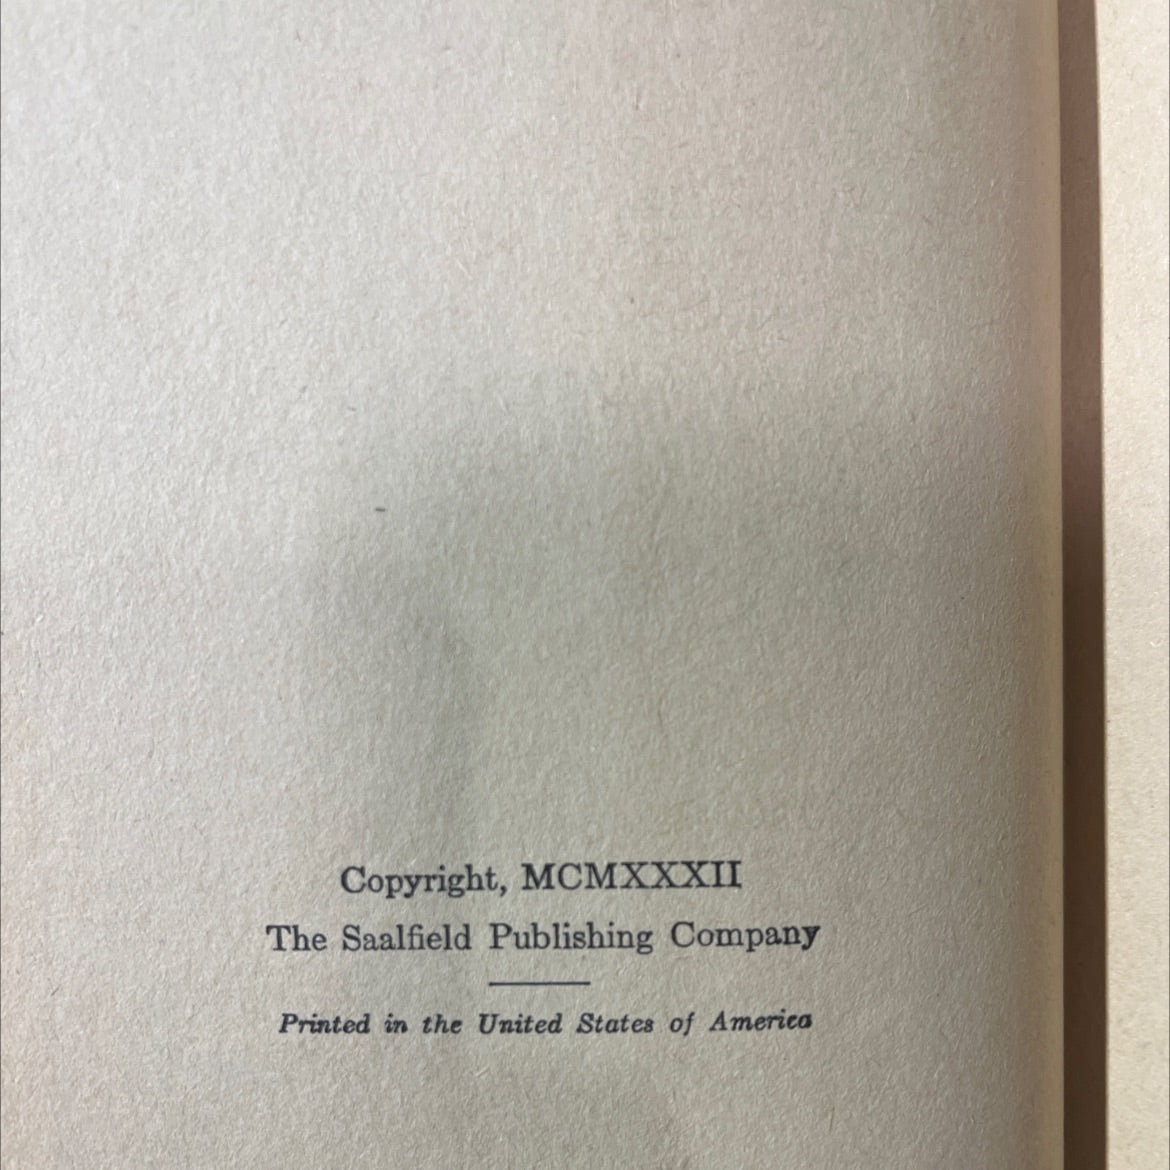 Copyright, MCMXXXII
The Saalfield Publishing Company
Printed in the United States of America